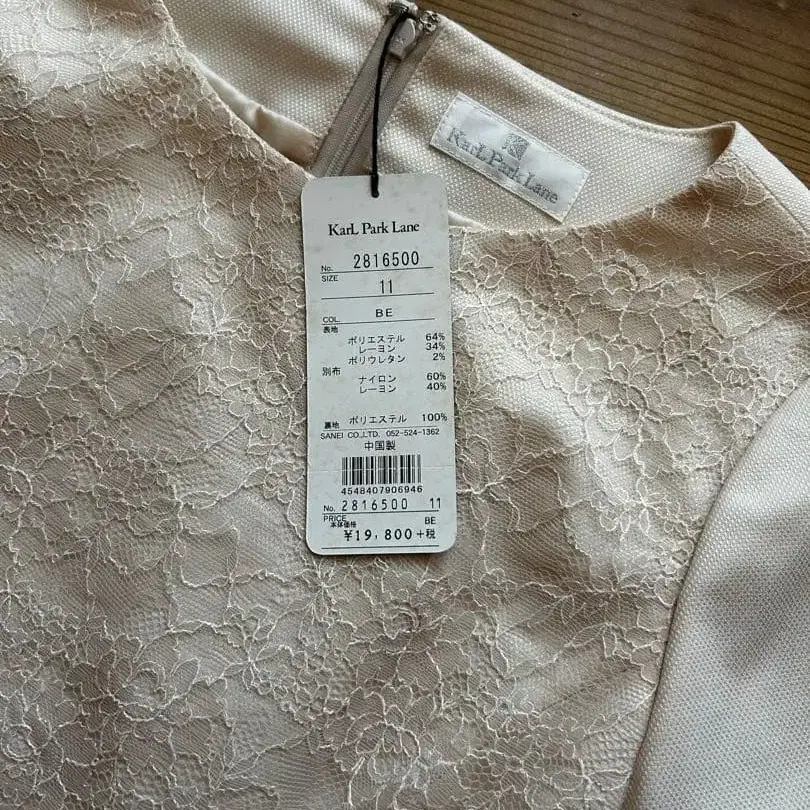 KarL Park Lane
KarL Park Lane
No. 2816500
SIZE
11
COL. BE
表地
ポリエステル 64%
レーヨン 34%
ポリウレタン 2%
別布
ナイロン 60%
レーヨン 40%
裏地 ポリエステル 100%
SANEI CO.,LTD. 052-524-1362
中国製
4548407906946
No. 2816500 11
PRICE BE
本体価格
¥19,800+税